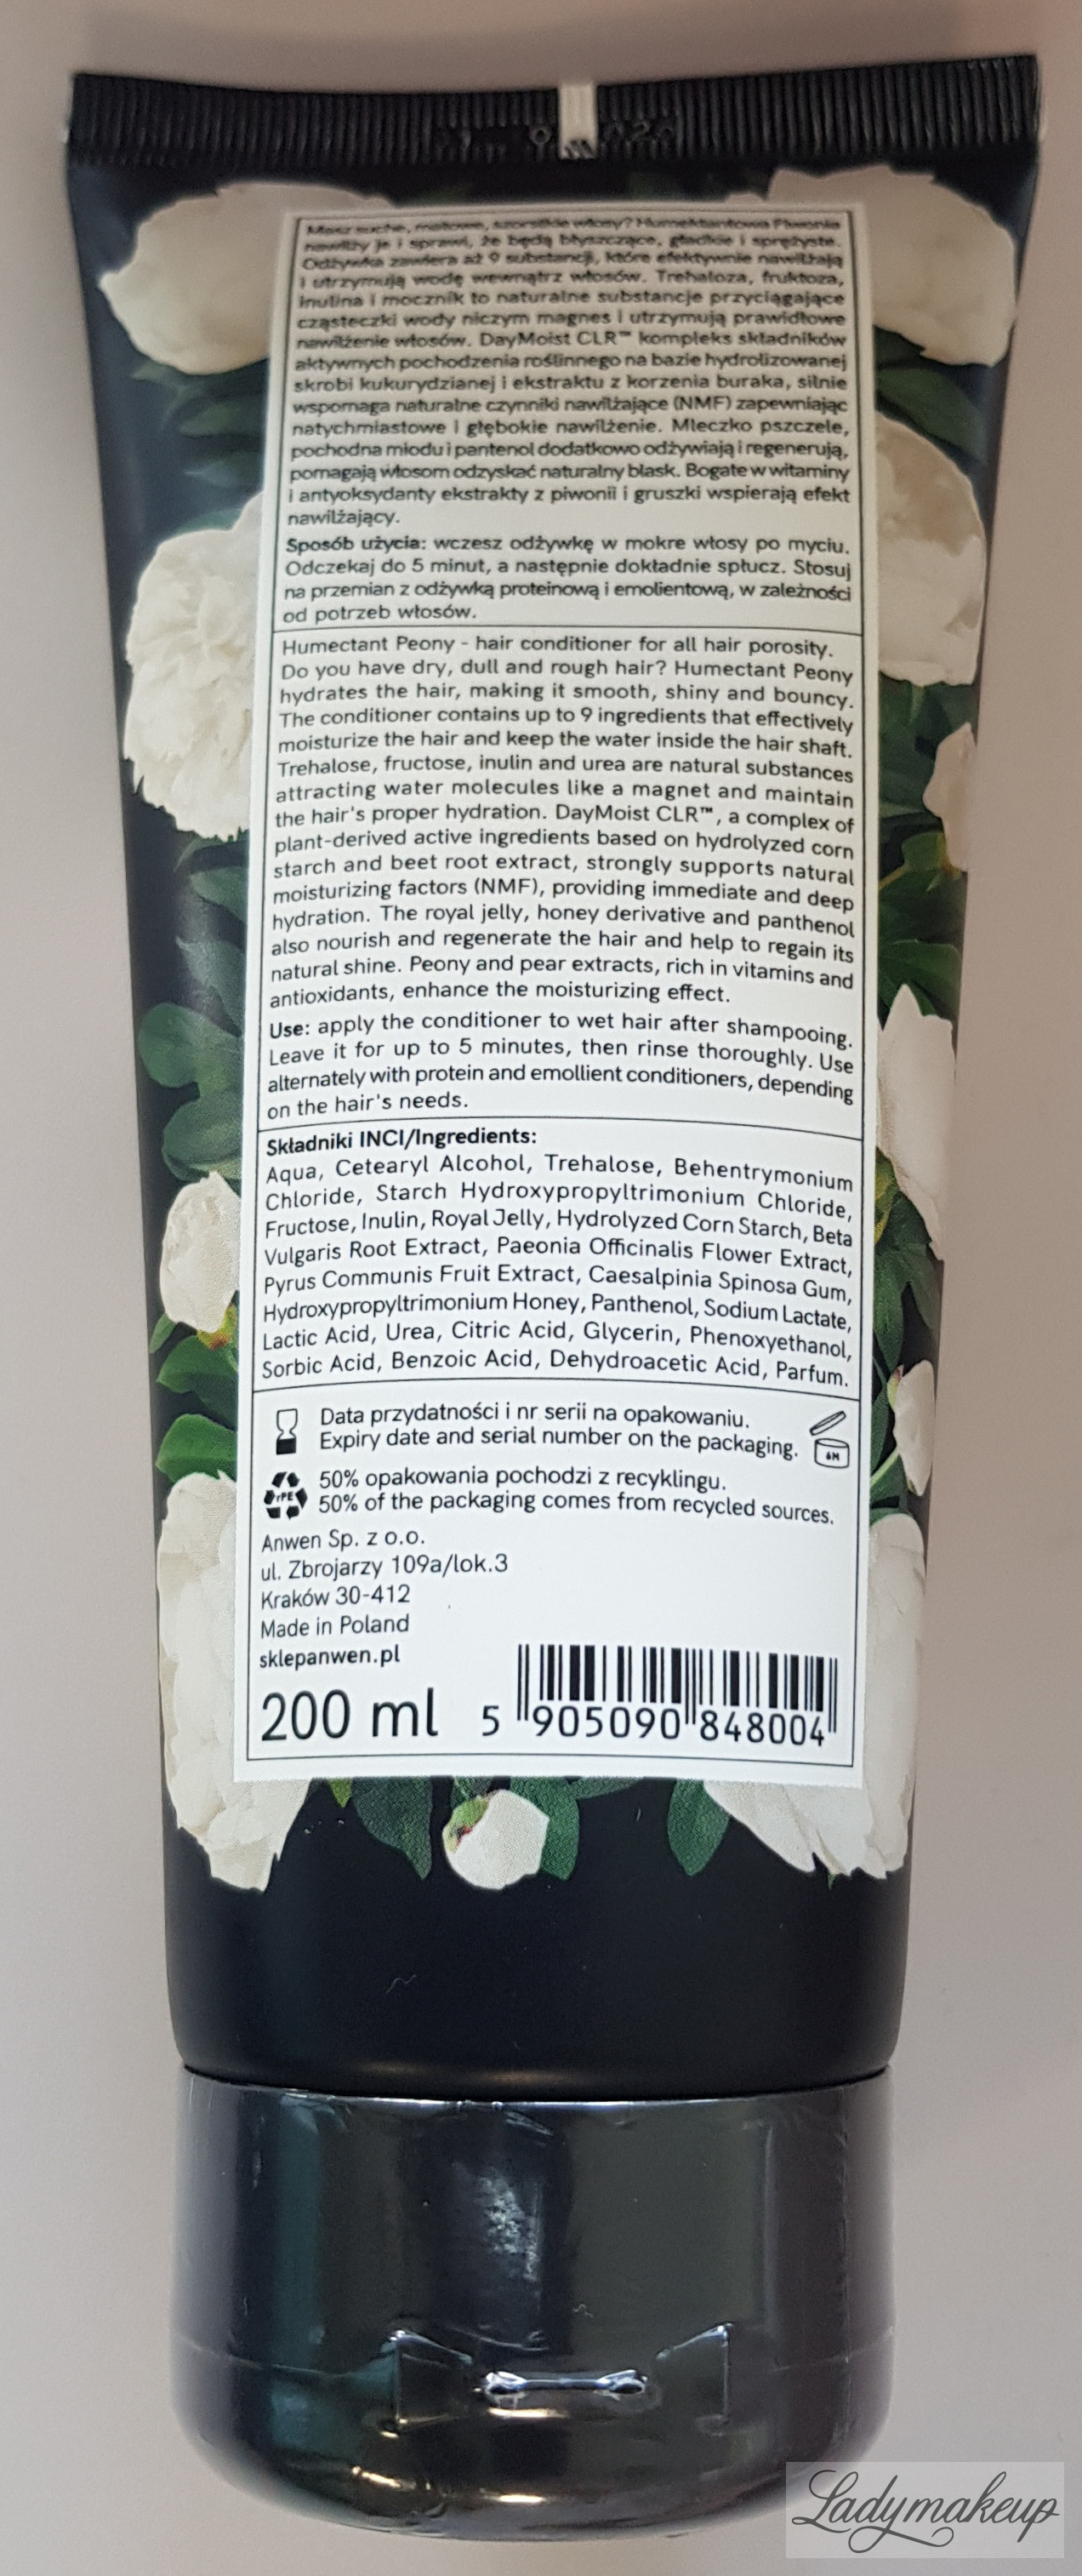 Masz suche, matowe, szorstkie włosy? Humektantowa Piwonia
nawilży je i sprawi, że będą błyszczące, gładkie i sprężyste.
Odżywka zawiera aż 9 substancji, które efektywnie nawilżają
i utrzymują wodę wewnątrz włosów. Trehaloza, fruktoza,
inulina i mocznik to naturalne substancje przyciągające
cząsteczki wody niczym magnes i utrzymują prawidłowe
nawilżenie włosów. DayMoist CLR™ kompleks składników
aktywnych pochodzenia roślinnego na bazie hydrolizowanej
skrobi kukurydzianej i ekstraktu z korzenia buraka, silnie
wspomaga naturalne czynniki nawilżające (NMF) zapewniając
natychmiastowe i głębokie nawilżenie. Mleczko pszczele,
pochodna miodu i pantenol dodatkowo odżywiają i regenerują,
pomagają włosom odzyskać naturalny blask. Bogate w witaminy
i antyoksydanty ekstrakty z piwonii i gruszki wspierają efekt
nawilżający.
Sposób użycia: wczesz odżywkę w mokre włosy po myciu.
Odczekaj do 5 minut, a następnie dokładnie spłucz. Stosuj
na przemian z odżywką proteinową i emolientową, w zależności
od potrzeb włosów.
Humectant Peony - hair conditioner for all hair porosity.
Do you have dry, dull and rough hair? Humectant Peony
hydrates the hair, making it smooth, shiny and bouncy.
The conditioner contains up to 9 ingredients that effectively
moisturize the hair and keep the water inside the hair shaft.
Trehalose, fructose, inulin and urea are natural substances
attracting water molecules like a magnet and maintain
the hair's proper hydration. DayMoist CLR™, a complex of
plant-derived active ingredients based on hydrolyzed corn
starch and beet root extract, strongly supports natural
moisturizing factors (NMF), providing immediate and deep
hydration. The royal jelly, honey derivative and panthenol
also nourish and regenerate the hair and help to regain its
natural shine. Peony and pear extracts, rich in vitamins and
antioxidants, enhance the moisturizing effect.
Use: apply the conditioner to wet hair after shampooing.
Leave it for up to 5 minutes, then rinse thoroughly. Use
alternately with protein and emollient conditioners, depending
on the hair's needs.
Składniki INCI/Ingredients:
Aqua, Cetearyl Alcohol, Trehalose, Behentrymonium
Chloride, Starch Hydroxypropyltrimonium Chloride,
Fructose, Inulin, Royal Jelly, Hydrolyzed Corn Starch, Beta
Vulgaris Root Extract, Paeonia Officinalis Flower Extract,
Pyrus Communis Fruit Extract, Caesalpinia Spinosa Gum,
Hydroxypropyltrimonium Honey, Panthenol, Sodium Lactate,
Lactic Acid, Urea, Citric Acid, Glycerin, Phenoxyethanol,
Sorbic Acid, Benzoic Acid, Dehydroacetic Acid, Parfum.
Data przydatności i nr serii na opakowaniu.
Expiry date and serial number on the packaging.
6M
50% opakowania pochodzi z recyklingu.
rPE
50% of the packaging comes from recycled sources.
Anwen Sp. z o.o.
ul. Zbrojarzy 109a/lok.3
Kraków 30-412
Made in Poland
sklepanwen.pl
200 ml
5 905090 848004
Ladymakeup